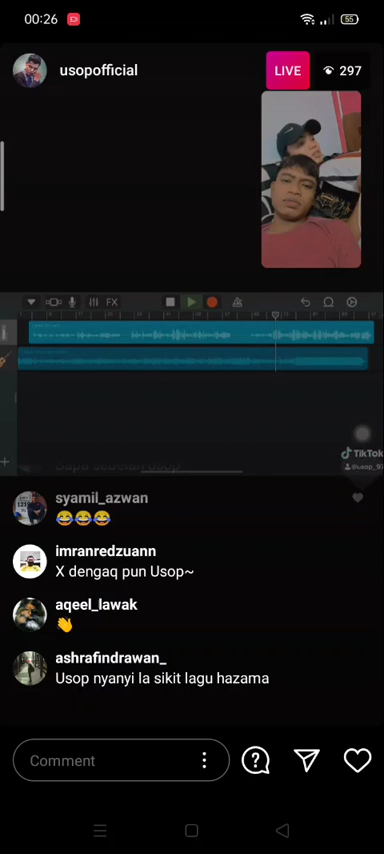 00:26
55
usopofficial
LIVE
297
FX
TikTok
syamil_azwan
😂😂😂
imranredzuann
X dengaq pun Usop~
aqeel_lawak
👏
ashrafindrawan_
Usop nyanyi la sikit lagu hazama
Comment